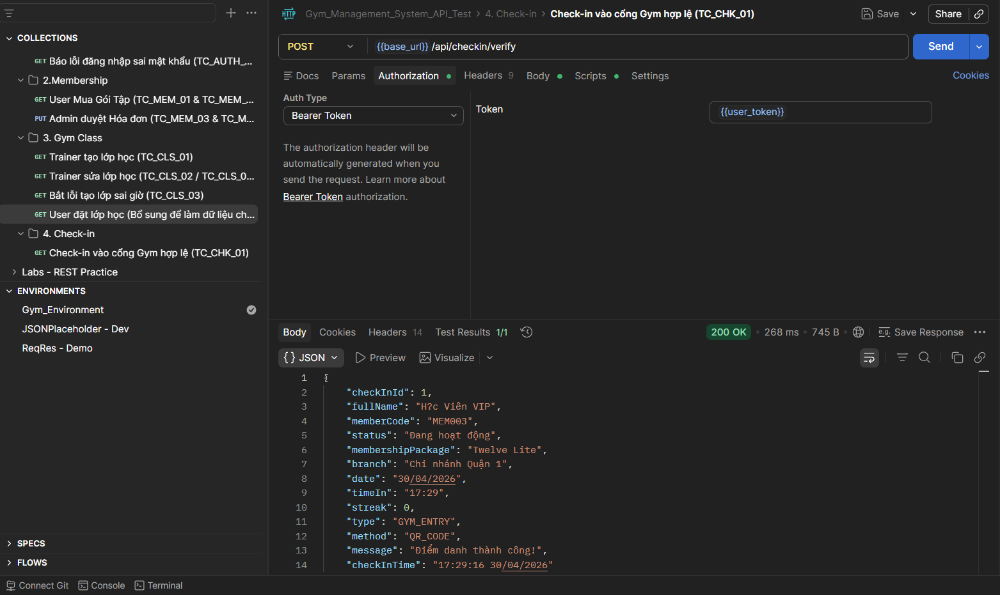 COLLECTIONS
GET Báo lỗi đăng nhập sai mật khẩu (TC_AUTH_...
2.Membership
GET User Mua Gói Tập (TC_MEM_01 & TC_MEM_...
PUT Admin duyệt Hóa đơn (TC_MEM_03 & TC_M...
3. Gym Class
GET Trainer tạo lớp học (TC_CLS_01)
GET Trainer sửa lớp học (TC_CLS_02 / TC_CLS_0...
GET Bắt lỗi tạo lớp sai giờ (TC_CLS_03)
GET User đặt lớp học (Bổ sung để làm dữ liệu ch...
4. Check-in
GET Check-in vào cổng Gym hợp lệ (TC_CHK_01)
Labs - REST Practice
ENVIRONMENTS
Gym_Environment
JSONPlaceholder - Dev
ReqRes - Demo
SPECS
FLOWS
HTTP Gym_Management_System_API_Test > 4. Check-in > Check-in vào cổng Gym hợp lệ (TC_CHK_01) Save Share
POST {{base_url}} /api/checkin/verify Send
Docs Params Authorization Headers 9 Body Scripts Settings Cookies
Auth Type
Bearer Token
The authorization header will be
automatically generated when you
send the request. Learn more about
Bearer Token authorization.
Token {{user_token}}
Body Cookies Headers 14 Test Results 1/1 200 OK 268 ms 745 B e.g. Save Response
{} JSON Preview Visualize
1 {
2 "checkInId": 1,
3 "fullName": "H?c Viên VIP",
4 "memberCode": "MEM003",
5 "status": "Đang hoạt động",
6 "membershipPackage": "Twelve Lite",
7 "branch": "Chi nhánh Quận 1",
8 "date": "30/04/2026",
9 "timeIn": "17:29",
10 "streak": 0,
11 "type": "GYM_ENTRY",
12 "method": "QR_CODE",
13 "message": "Điểm danh thành công!",
14 "checkInTime": "17:29:16 30/04/2026"
Connect Git Console Terminal